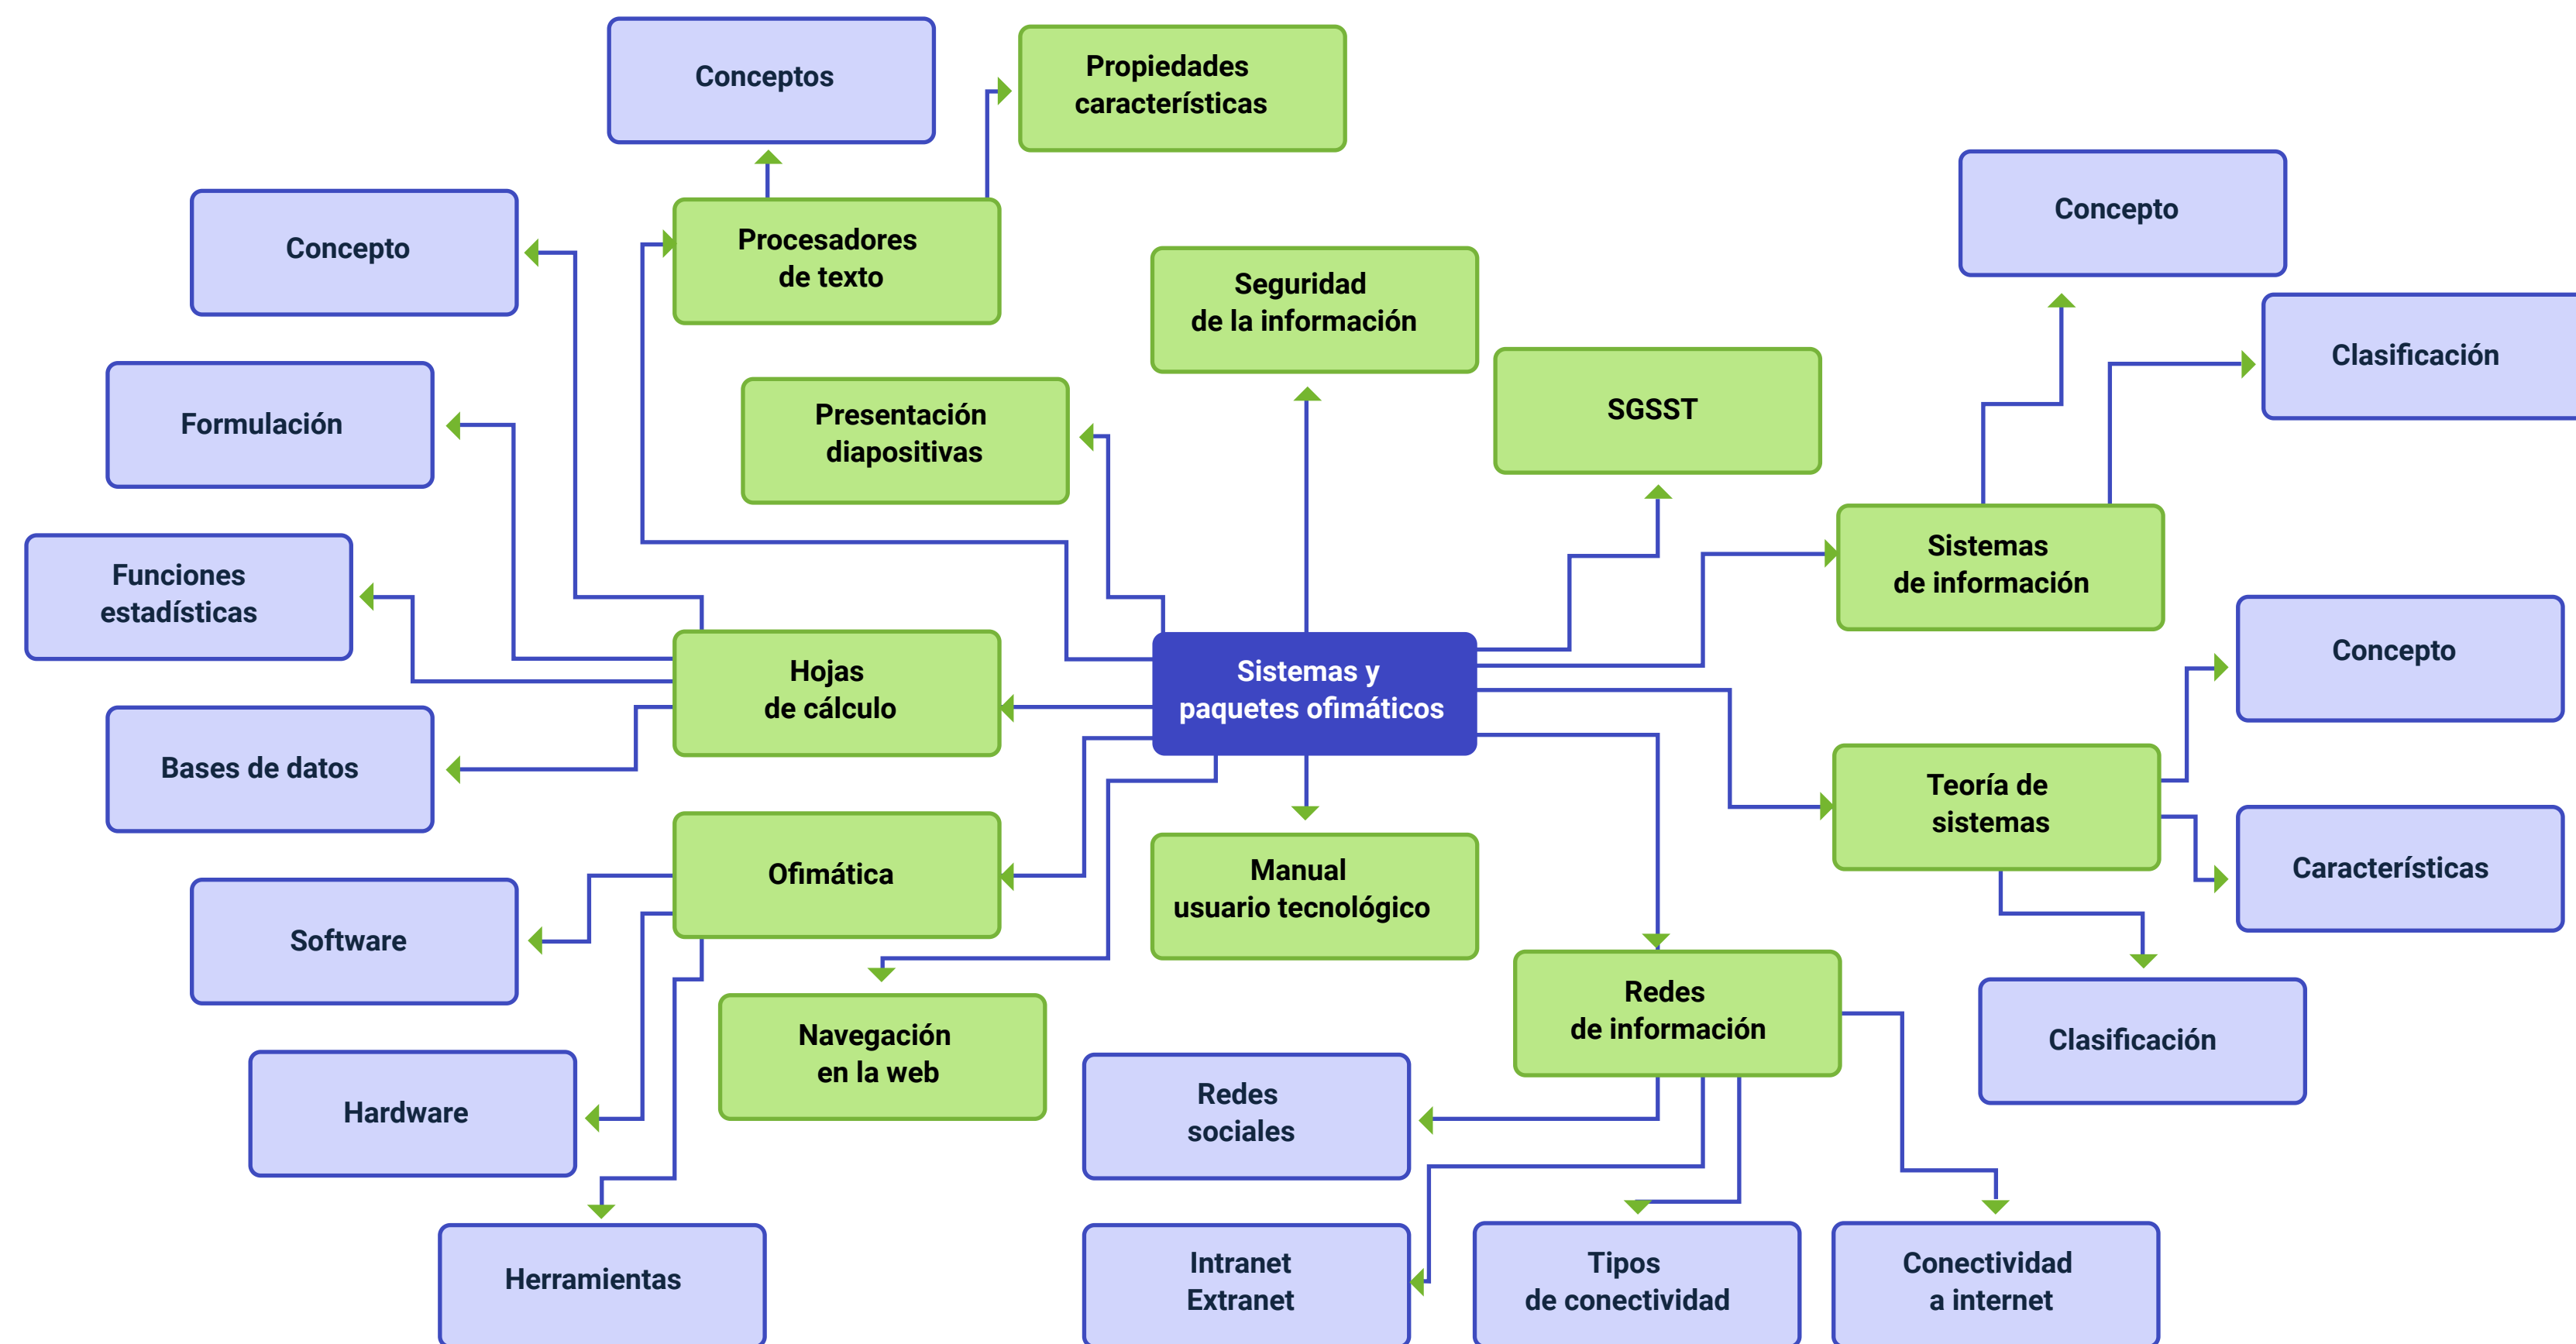 Conceptos
Propiedades
características
Concepto
Procesadores
de texto
Concepto
Seguridad
de la información
Clasificación
SGSST
Presentación
diapositivas
Formulación
Sistemas
de información
Funciones
estadísticas
Hojas
de cálculo
Sistemas y
paquetes ofimáticos
Concepto
Bases de datos
Teoría de
sistemas
Ofimática
Manual
usuario tecnológico
Características
Software
Redes
de información
Navegación
en la web
Clasificación
Hardware
Redes
sociales
Herramientas
Intranet
Extranet
Tipos
de conectividad
Conectividad
a internet